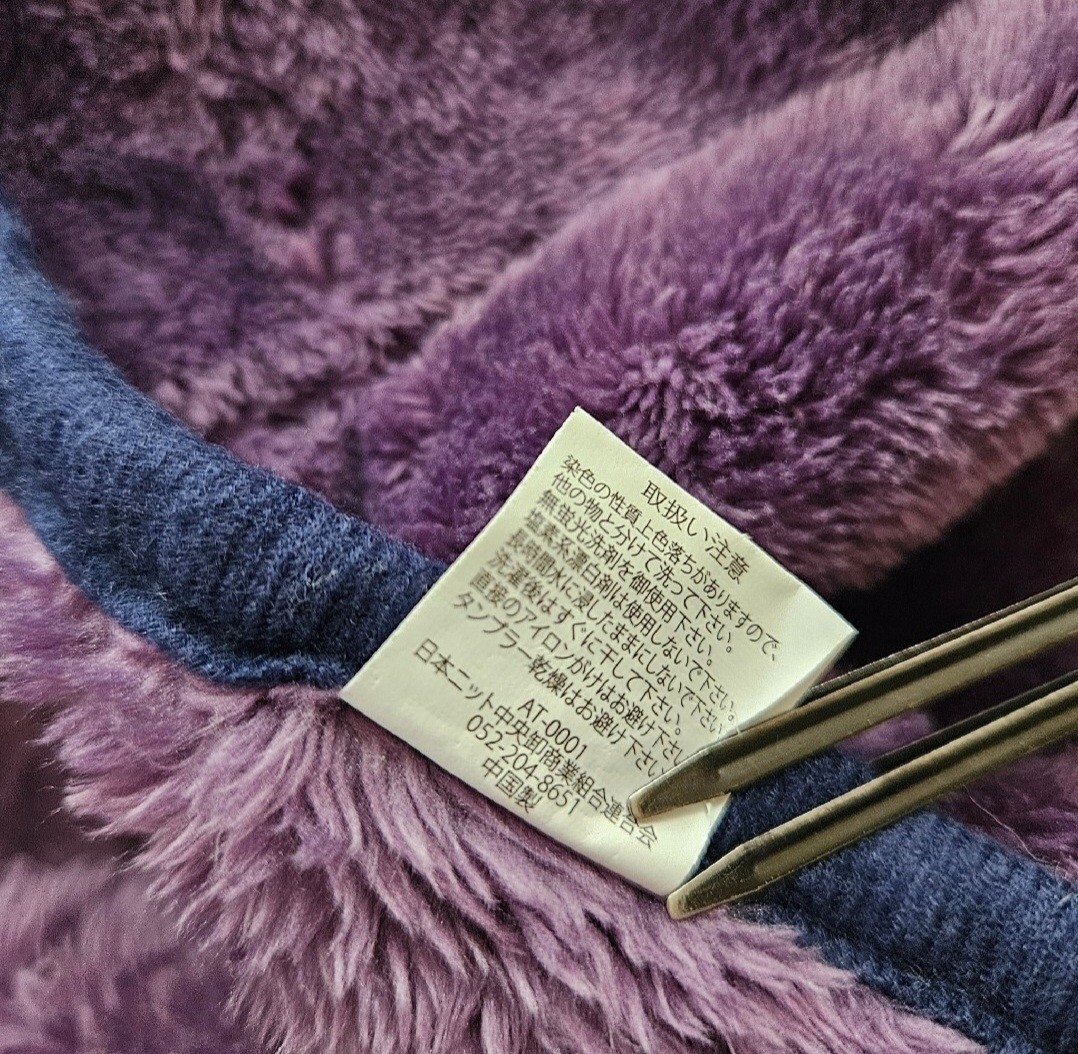 取扱い注意
染色の性質上色落ちがありますので、
他の物と分けて洗って下さい。
無蛍光洗剤を御使用下さい。
塩素系漂白剤は使用しないで下さい。
長時間水に浸したままにしないで下さい。
洗濯後はすぐに干して下さい。
直接のアイロンがけはお避け下さい。
タンブラー乾燥はお避け下さい。
AT-0001
日本ニット中央卸商業組合連合会
052-204-8651
中国製